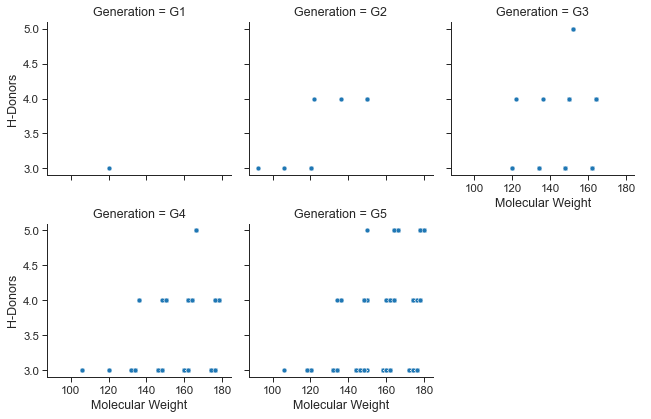 Generation = G1
Generation = G2
Generation = G3
5.0
4.5
4.0
3.5
3.0
H-Donors
100 120 140 160 180
Molecular Weight
Generation = G4
Generation = G5
5.0
4.5
4.0
3.5
3.0
H-Donors
100 120 140 160 180
Molecular Weight
100 120 140 160 180
Molecular Weight